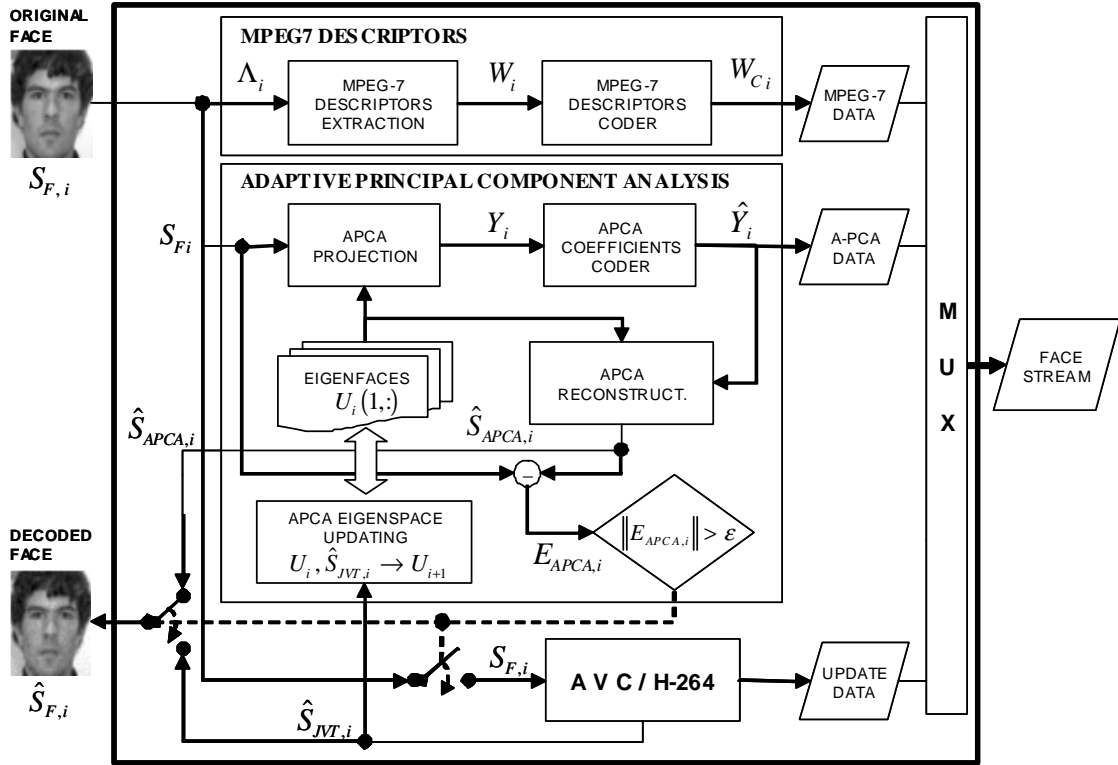 ORIGINAL
FACE
S_{F,i}
MPEG7 DESCRIPTORS
Λ_i
MPEG-7
DESCRIPTORS
EXTRACTION
W_i
MPEG-7
DESCRIPTORS
CODER
W_{C i}
MPEG-7
DATA
ADAPTIVE PRINCIPAL COMPONENT ANALYSIS
S_{Fi}
APCA
PROJECTION
Y_i
APCA
COEFFICIENTS
CODER
Ŷ_i
A-PCA
DATA
EIGENFACES
U_i (1,:)
APCA
RECONSTRUCT.
Ŝ_{APCA,i}
Ŝ_{APCA,i}
−
APCA EIGENSPACE
UPDATING
U_i , Ŝ_{JVT,i} → U_{i+1}
E_{APCA,i}
‖E_{APCA,i}‖ > ε
M
U
X
FACE
STREAM
DECODED
FACE
Ŝ_{F,i}
Ŝ_{JVT,i}
S_{F,i}
A V C / H-264
UPDATE
DATA